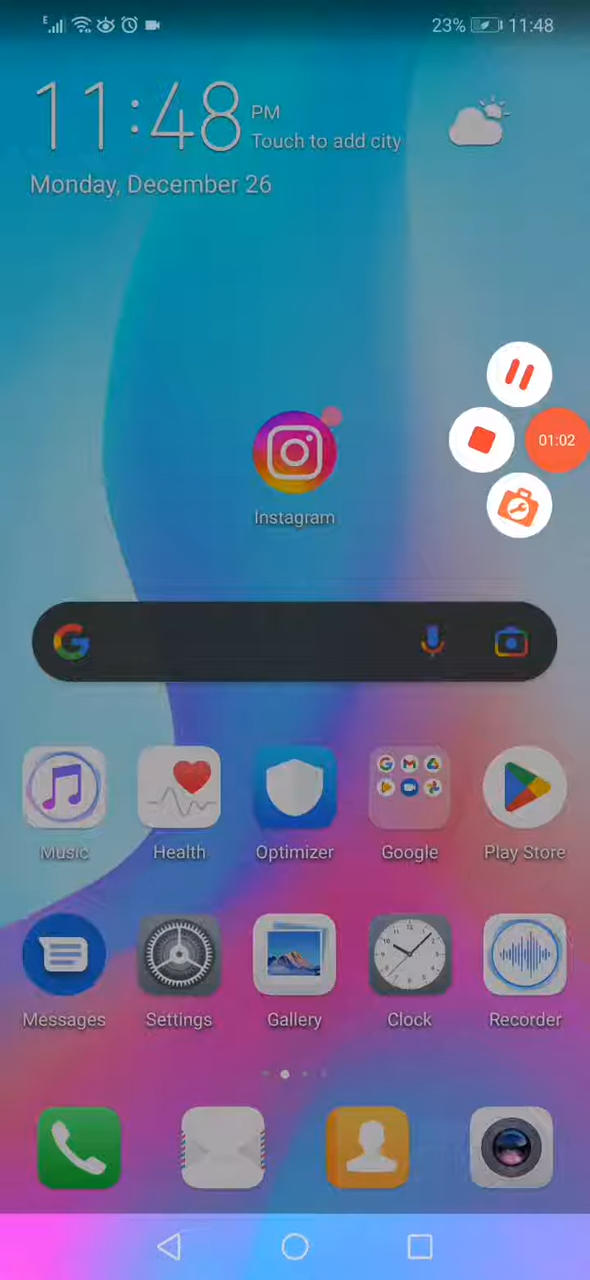 E 23% 11:48
11:48 PM
Touch to add city
Monday, December 26
01:02
Instagram
Music Health Optimizer Google Play Store
Messages Settings Gallery Clock Recorder